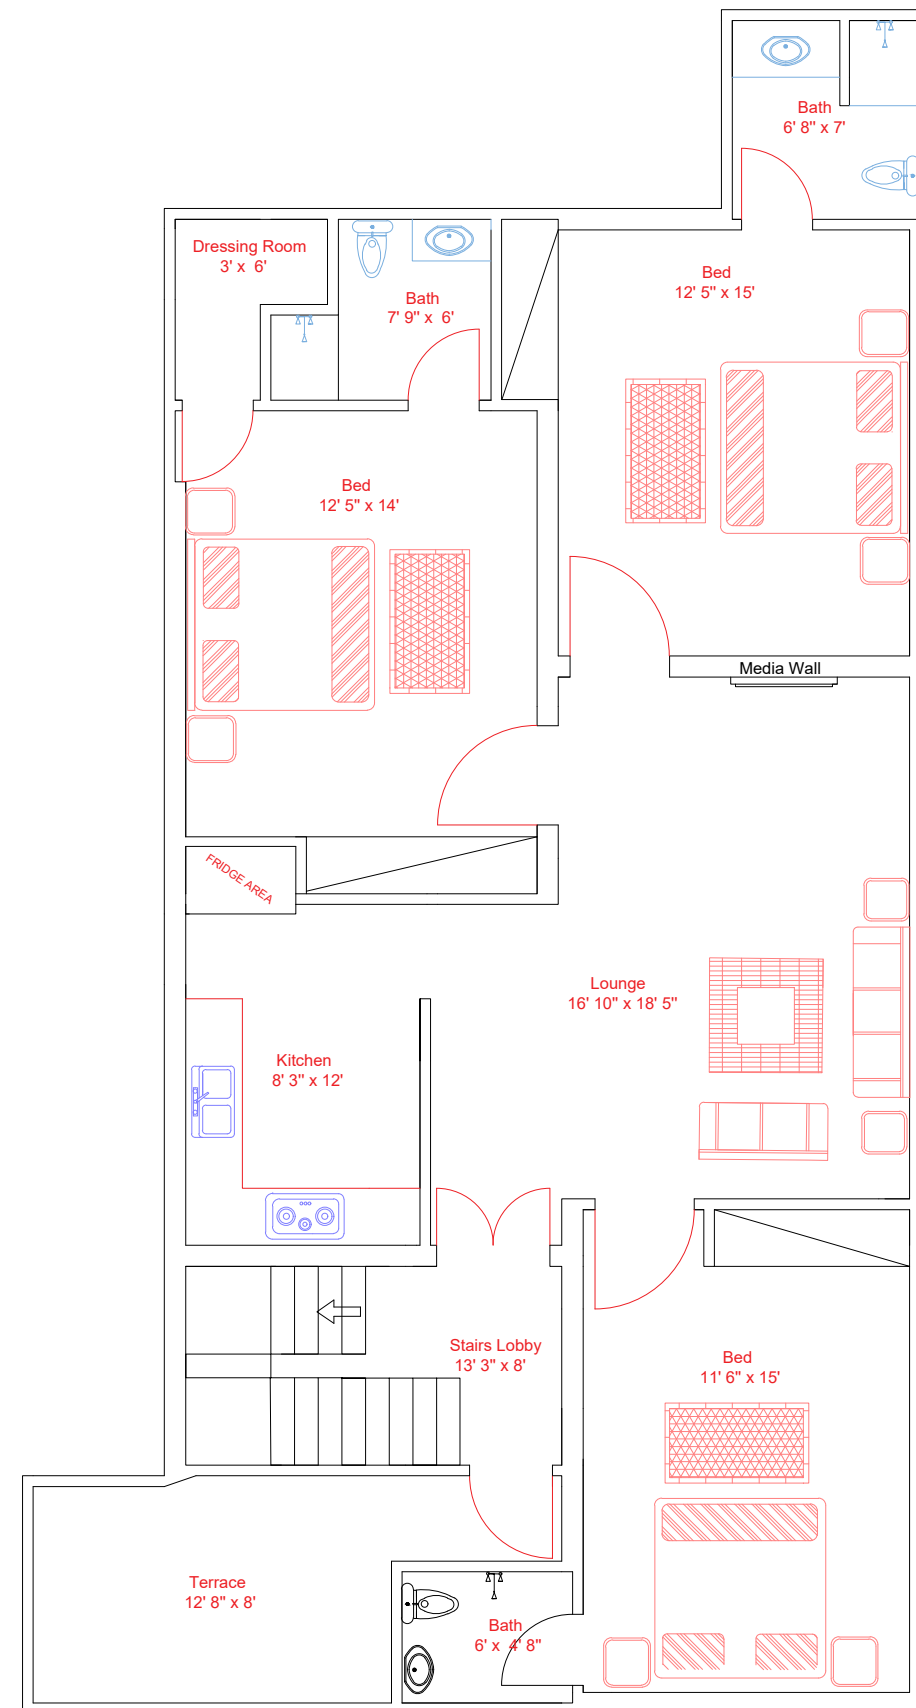 Bath
6' 8" x 7'
Dressing Room
3' x  6'
Bed
12' 5" x 15'
Bath
7' 9" x  6'
Bed
12' 5" x 14'
Media Wall
FRIDGE AREA
Lounge
16' 10" x 18' 5"
Kitchen
8' 3" x 12'
Stairs Lobby
13' 3" x 8'
Bed
11' 6" x 15'
Terrace
12' 8" x 8'
Bath
6' x  4' 8"